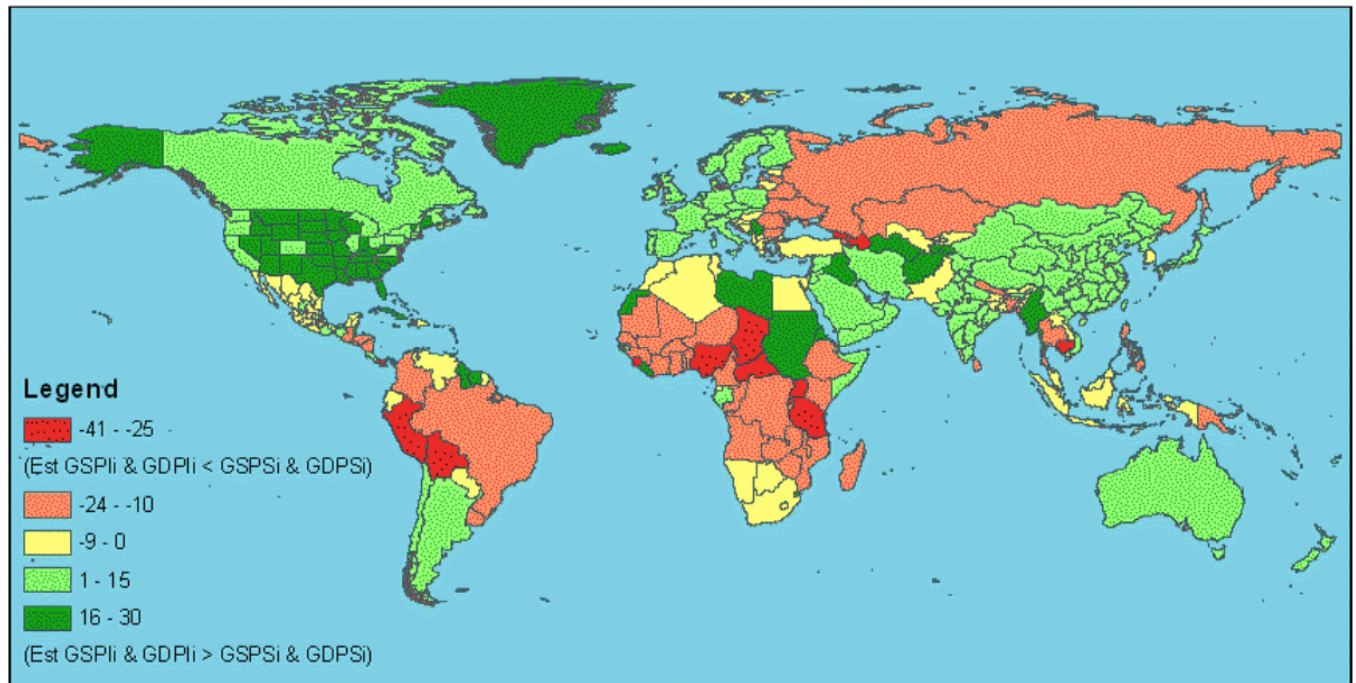 Legend
-41 - -25
(Est GSPIi & GDPIi < GSPSi & GDPSi)
-24 - -10
-9 - 0
1 - 15
16 - 30
(Est GSPIi & GDPIi > GSPSi & GDPSi)